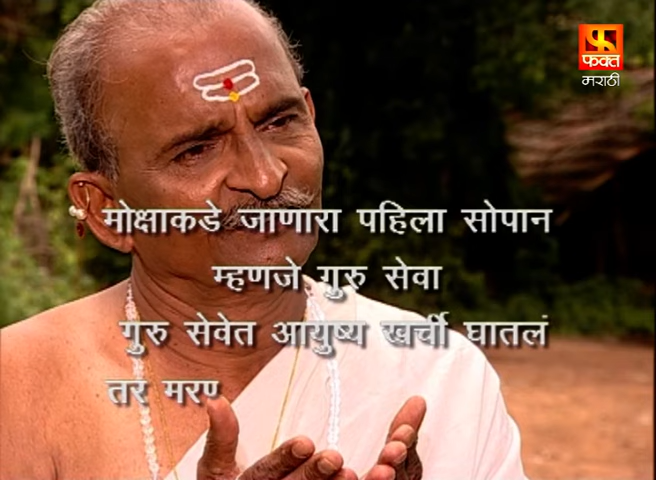 फक्त
मराठी
मोक्षाकडे जाणारा पहिला सोपान
म्हणजे गुरु सेवा
गुरु सेवेत आयुष्य खर्ची घातलं
तर मरण